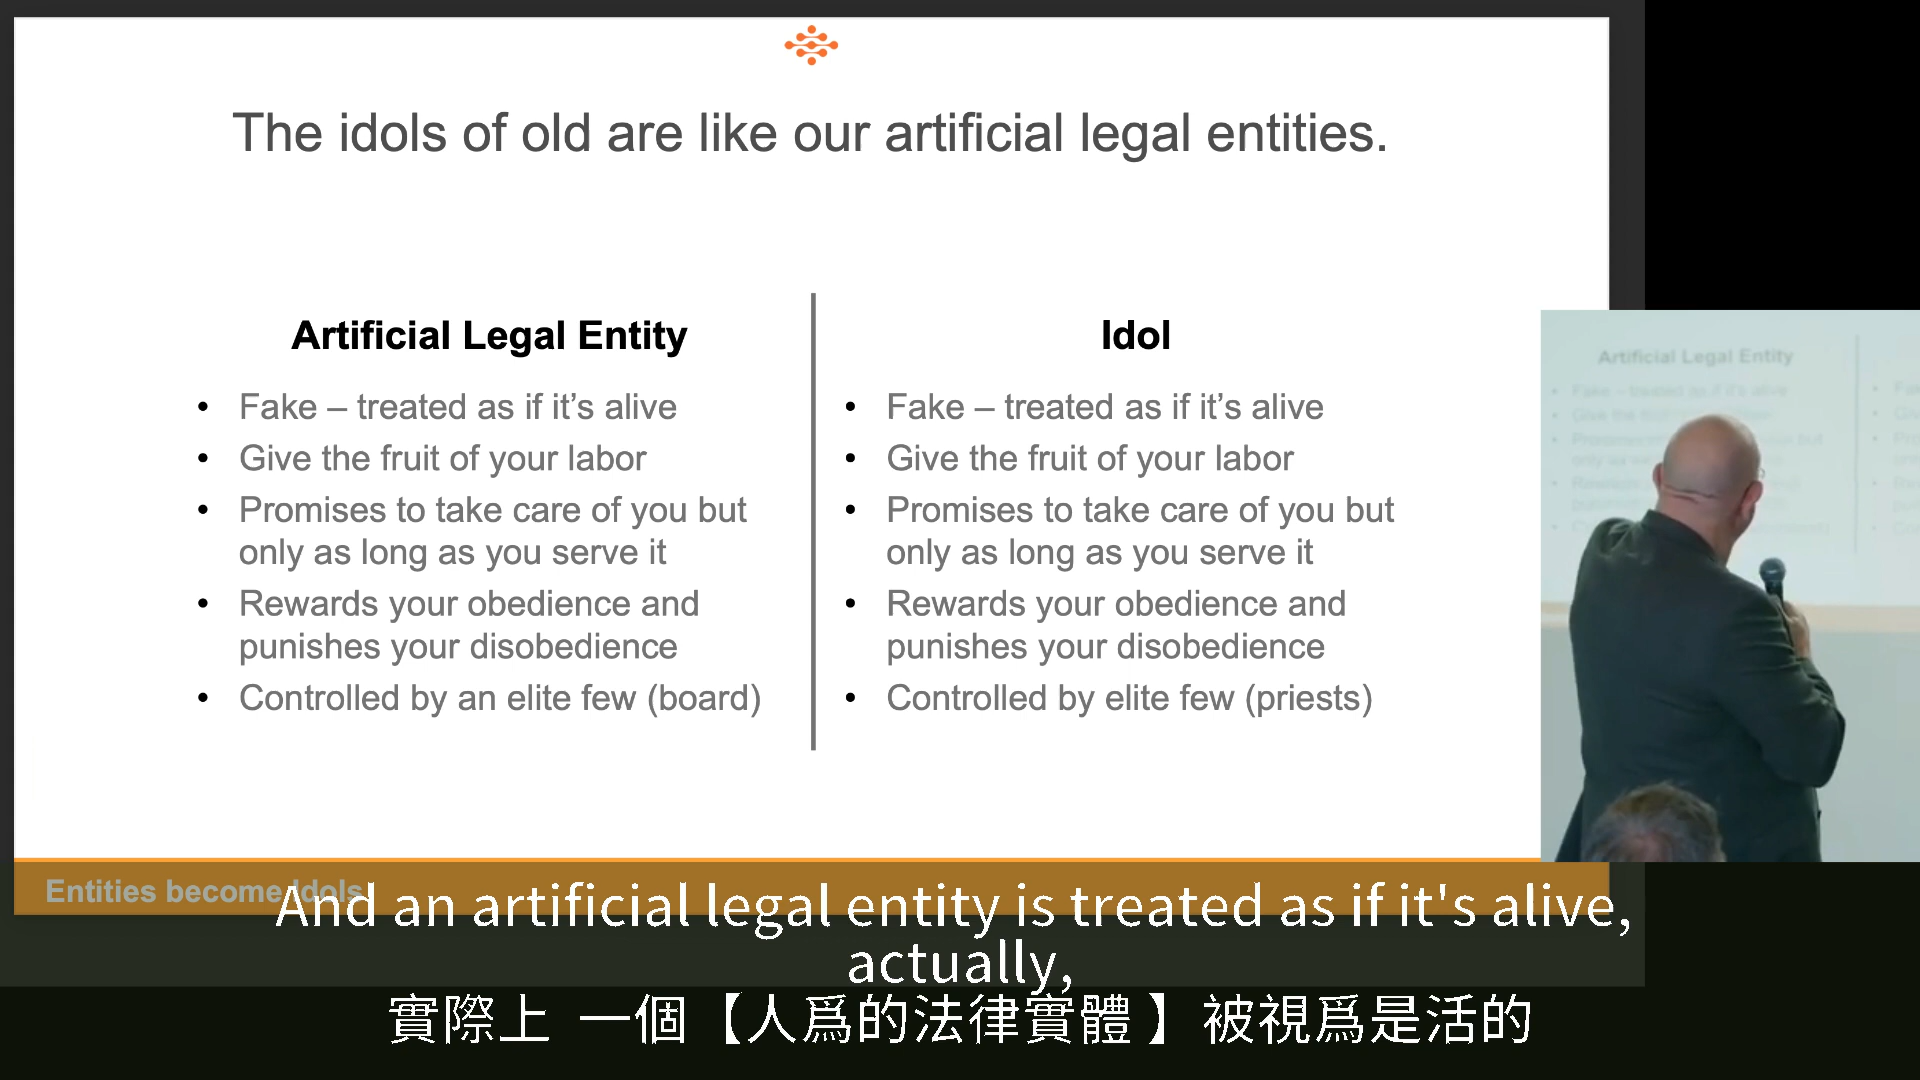 The idols of old are like our artificial legal entities.
Artificial Legal Entity
• Fake – treated as if it’s alive
• Give the fruit of your labor
• Promises to take care of you but
only as long as you serve it
• Rewards your obedience and
punishes your disobedience
• Controlled by an elite few (board)
Idol
• Fake – treated as if it’s alive
• Give the fruit of your labor
• Promises to take care of you but
only as long as you serve it
• Rewards your obedience and
punishes your disobedience
• Controlled by elite few (priests)
Artificial Legal Entity
Fake – treated as if it's alive
Entities become Idols
And an artificial legal entity is treated as if it's alive,
actually,
實際上 一個【人爲的法律實體 】被視爲是活的